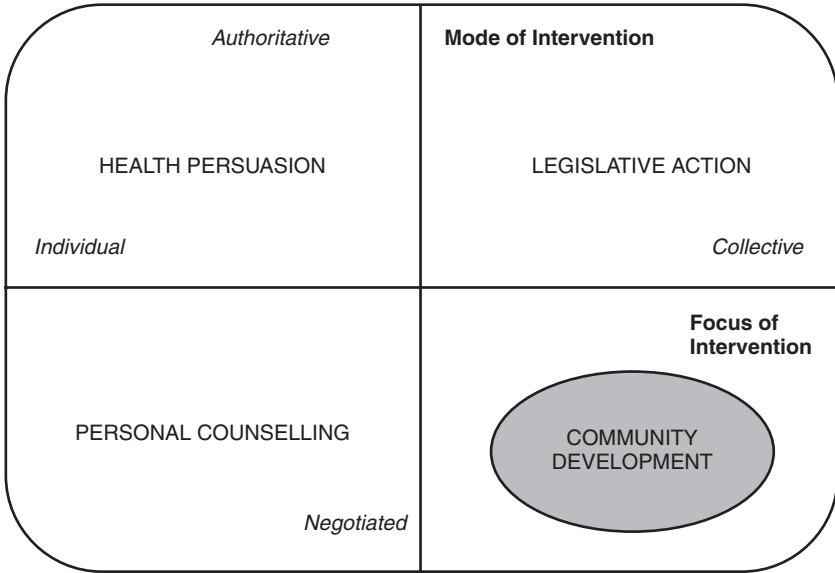 Authoritative
Mode of Intervention
HEALTH PERSUASION
LEGISLATIVE ACTION
Individual
Collective
Focus of
Intervention
PERSONAL COUNSELLING
COMMUNITY
DEVELOPMENT
Negotiated